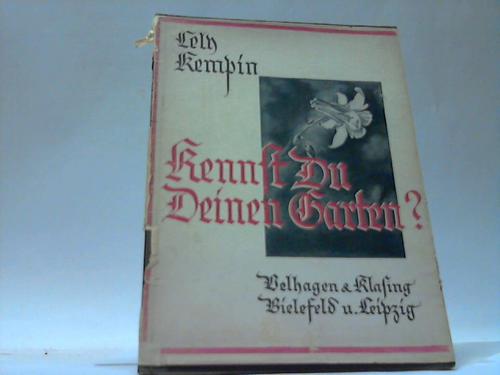 Lely
Kempin
Kennſt Du
Deinen Garten?
Velhagen & Klaſing
Bielefeld u. Leipzig